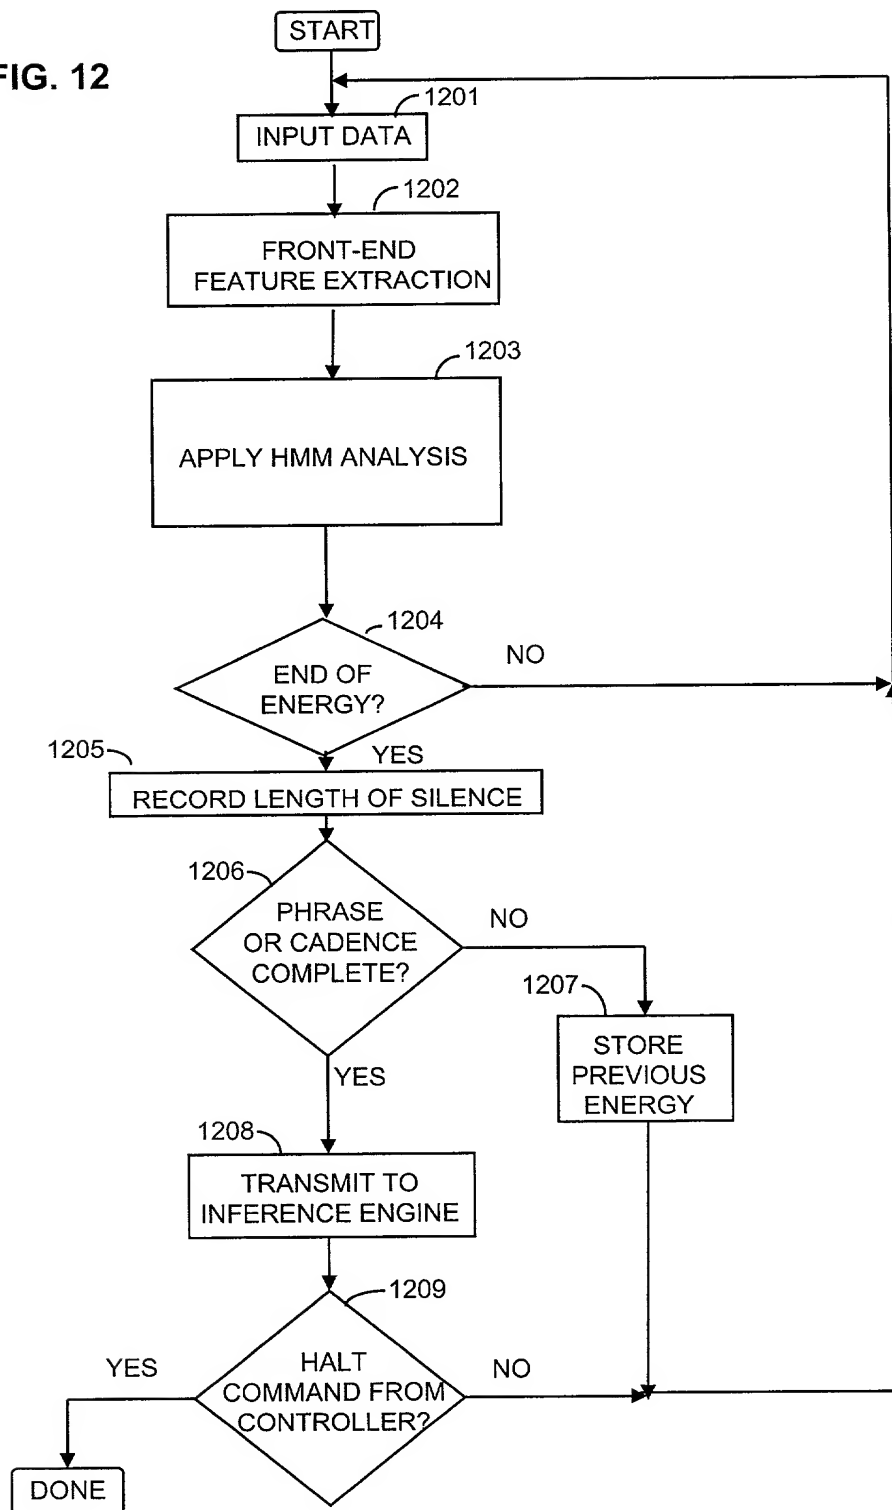 START
FIG. 12
1201
INPUT DATA
1202
FRONT-END
FEATURE EXTRACTION
1203
APPLY HMM ANALYSIS
1204
END OF
ENERGY?
NO
YES
1205
RECORD LENGTH OF SILENCE
1206
PHRASE
OR CADENCE
COMPLETE?
NO
1207
STORE
PREVIOUS
ENERGY
YES
1208
TRANSMIT TO
INFERENCE ENGINE
1209
HALT
COMMAND FROM
CONTROLLER?
YES
NO
DONE